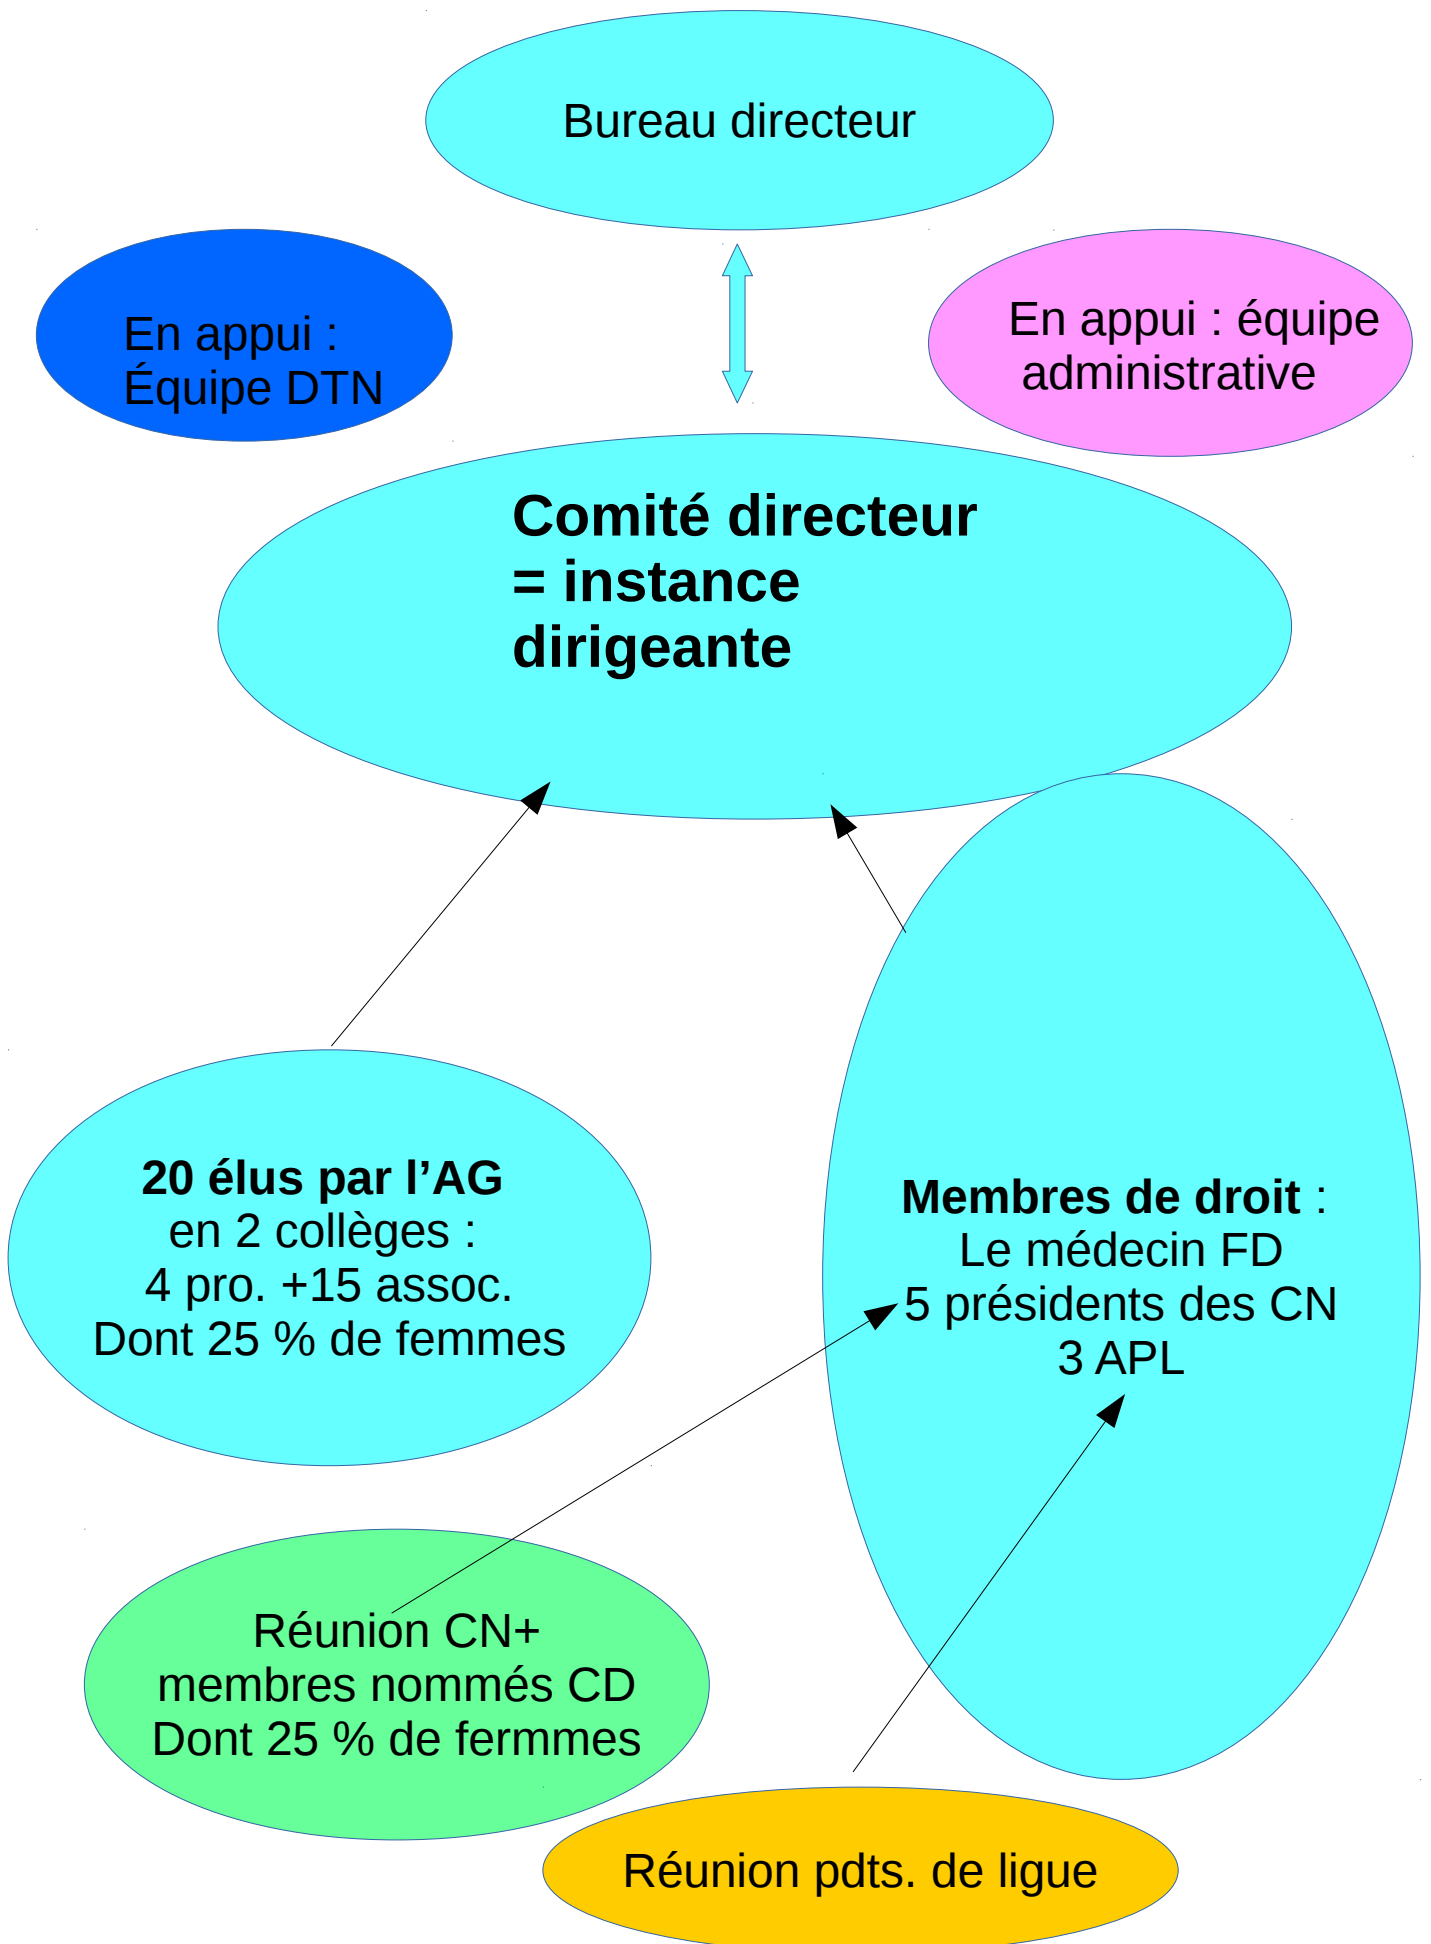 Bureau directeur
En appui :
Équipe DTN
En appui : équipe
administrative
Comité directeur
= instance
dirigeante
20 élus par l’AG
en 2 collèges :
4 pro. +15 assoc.
Dont 25 % de femmes
Membres de droit :
Le médecin FD
5 présidents des CN
3 APL
Réunion CN+
membres nommés CD
Dont 25 % de fermmes
Réunion pdts. de ligue